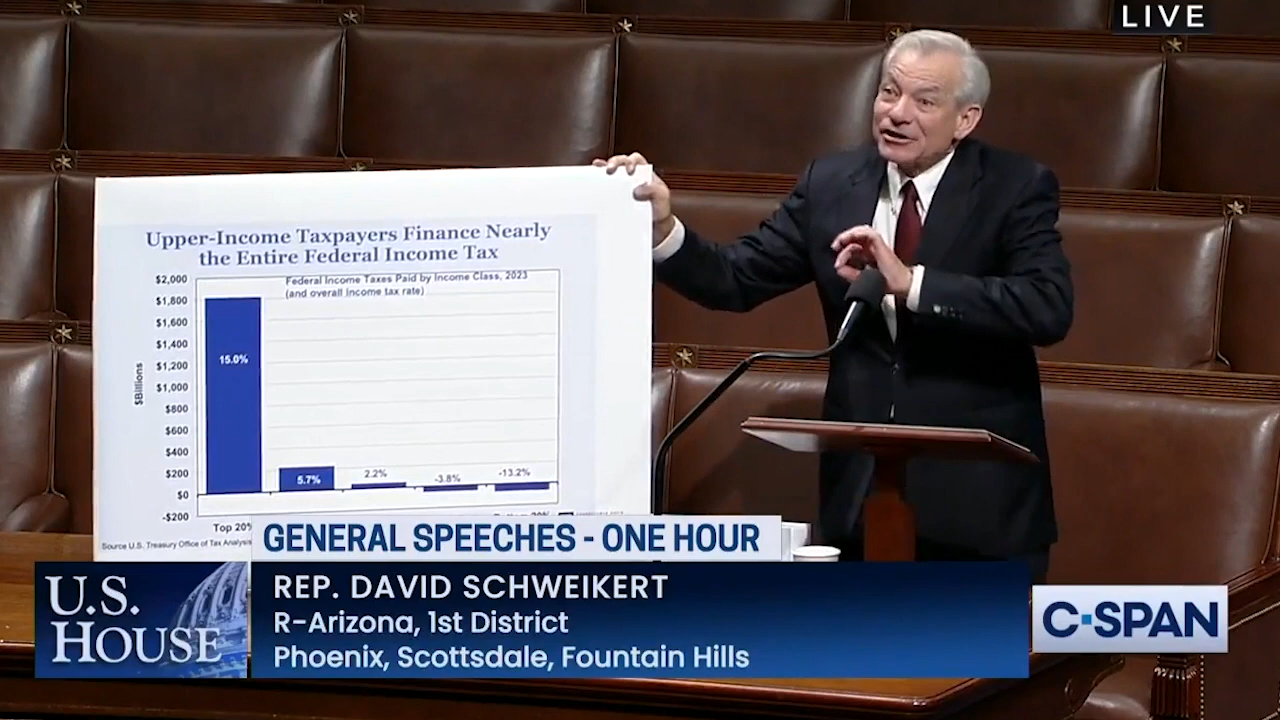 LIVE
Upper-Income Taxpayers Finance Nearly
the Entire Federal Income Tax
Federal Income Taxes Paid by Income Class, 2023
(and overall income tax rate)
$2,000
$1,800
$1,600
$1,400
$1,200
$1,000
$800
$600
$400
$200
$0
-$200
$Billions
15.0%
5.7%
2.2%
-3.8%
-13.2%
Top 20%
Source U.S. Treasury Office of Tax Analysis
GENERAL SPEECHES - ONE HOUR
U.S.
HOUSE
REP. DAVID SCHWEIKERT
R-Arizona, 1st District
Phoenix, Scottsdale, Fountain Hills
C-SPAN